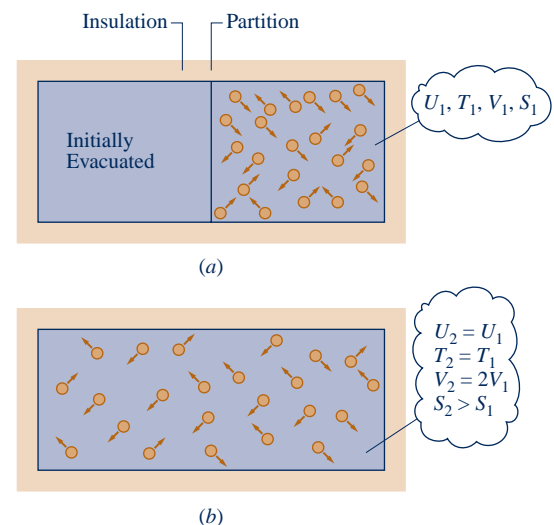 Insulation Partition
U₁, T₁, V₁, S₁
Initially
Evacuated
(a)
U₂ = U₁
T₂ = T₁
V₂ = 2V₁
S₂ > S₁
(b)